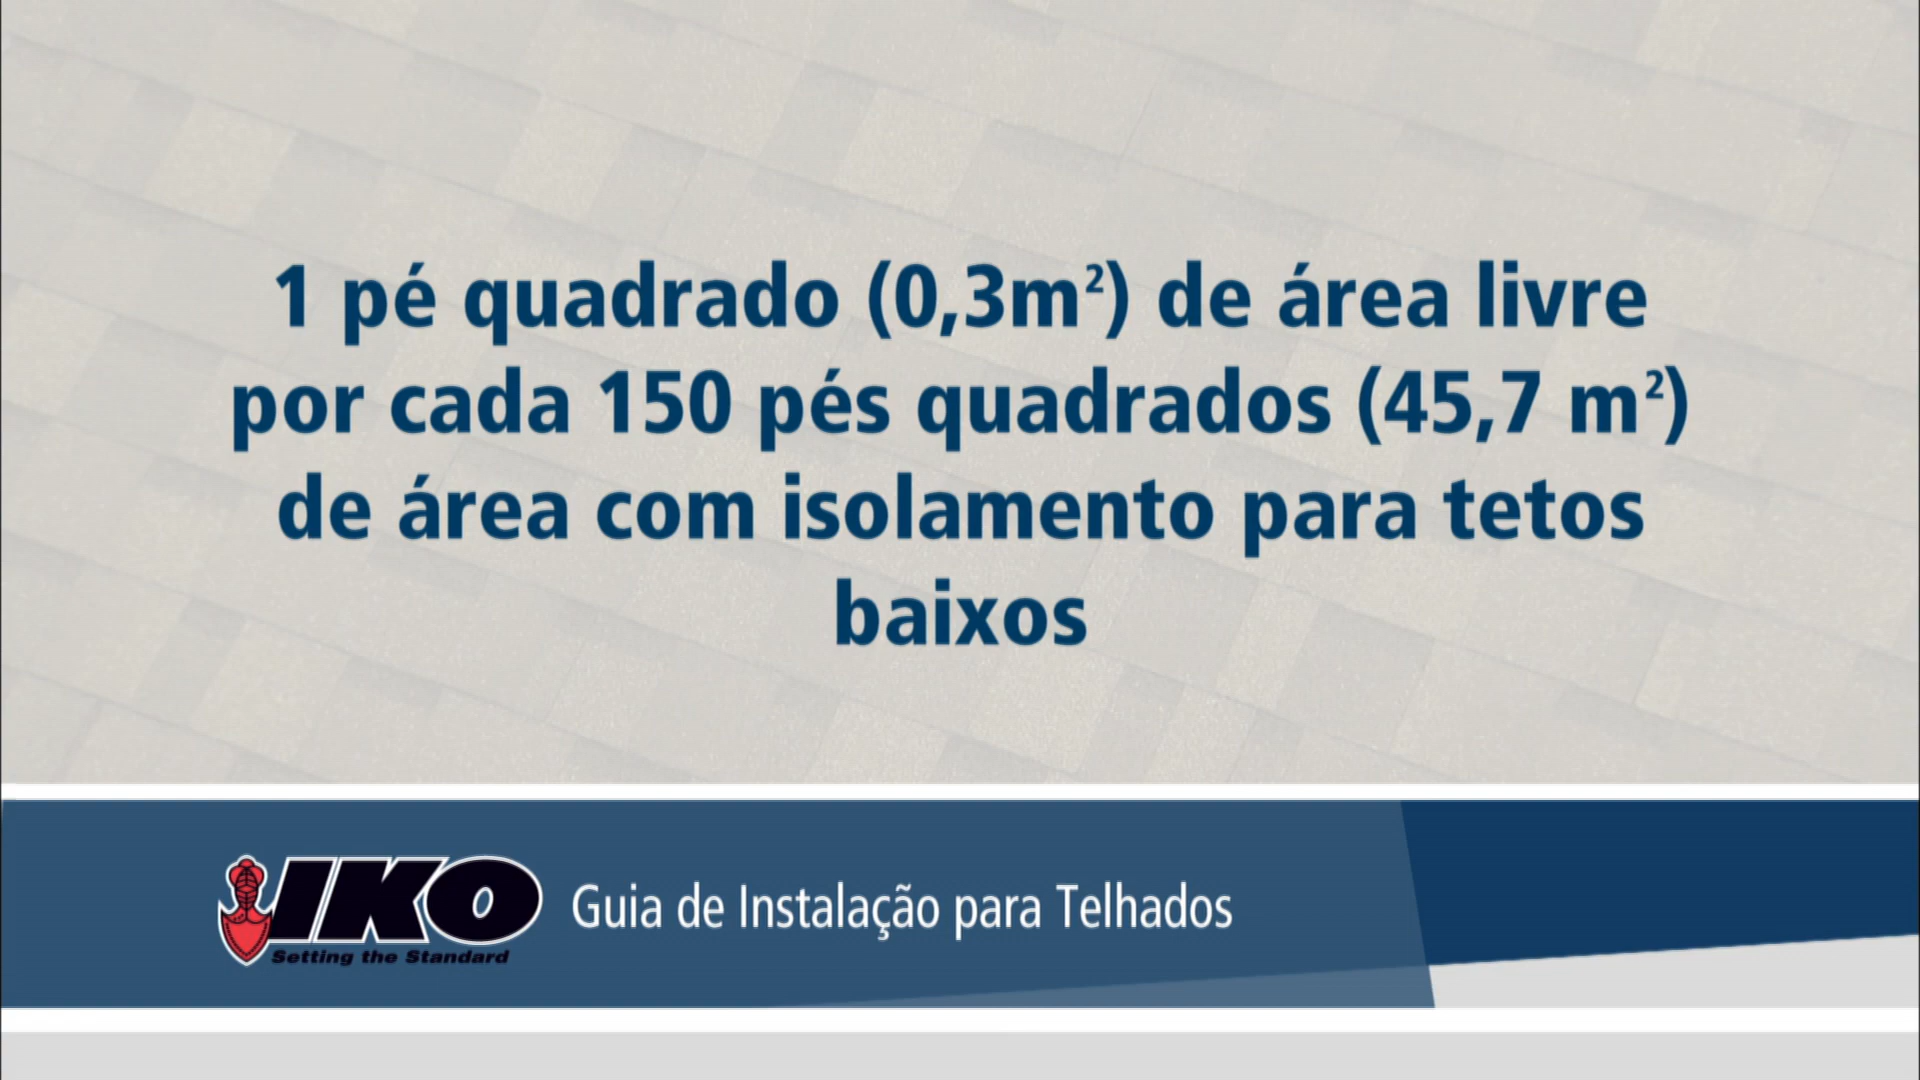 1 pé quadrado (0,3m²) de área livre
por cada 150 pés quadrados (45,7 m²)
de área com isolamento para tetos
baixos
IKO
Setting the Standard
Guia de Instalação para Telhados